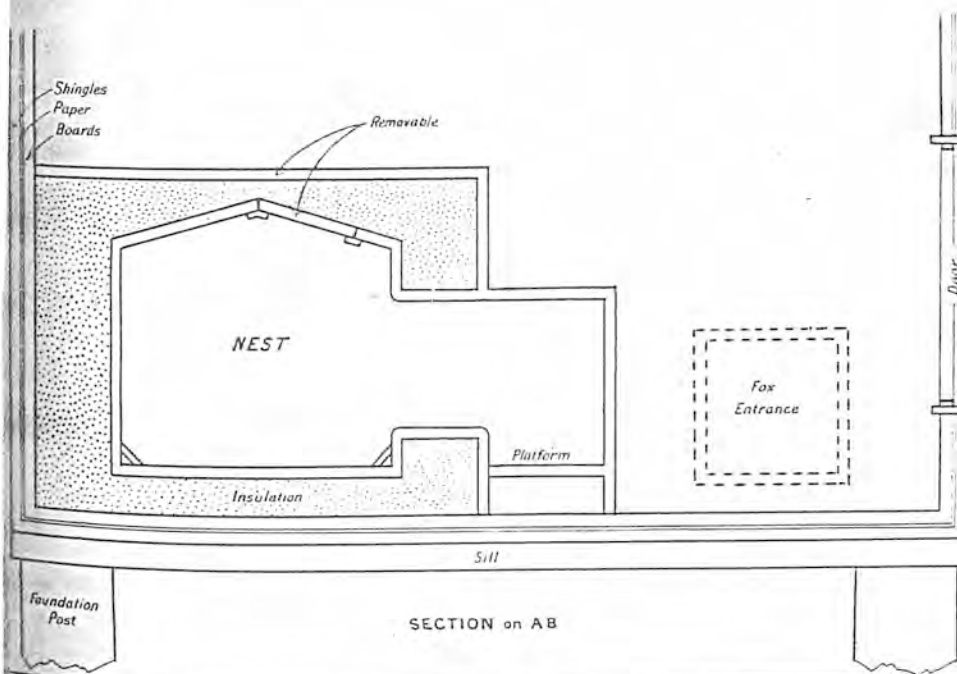 Shingles
Paper
Boards
Removable
Door
NEST
Fox
Entrance
Platform
Insulation
Sill
Foundation
Post
SECTION on AB